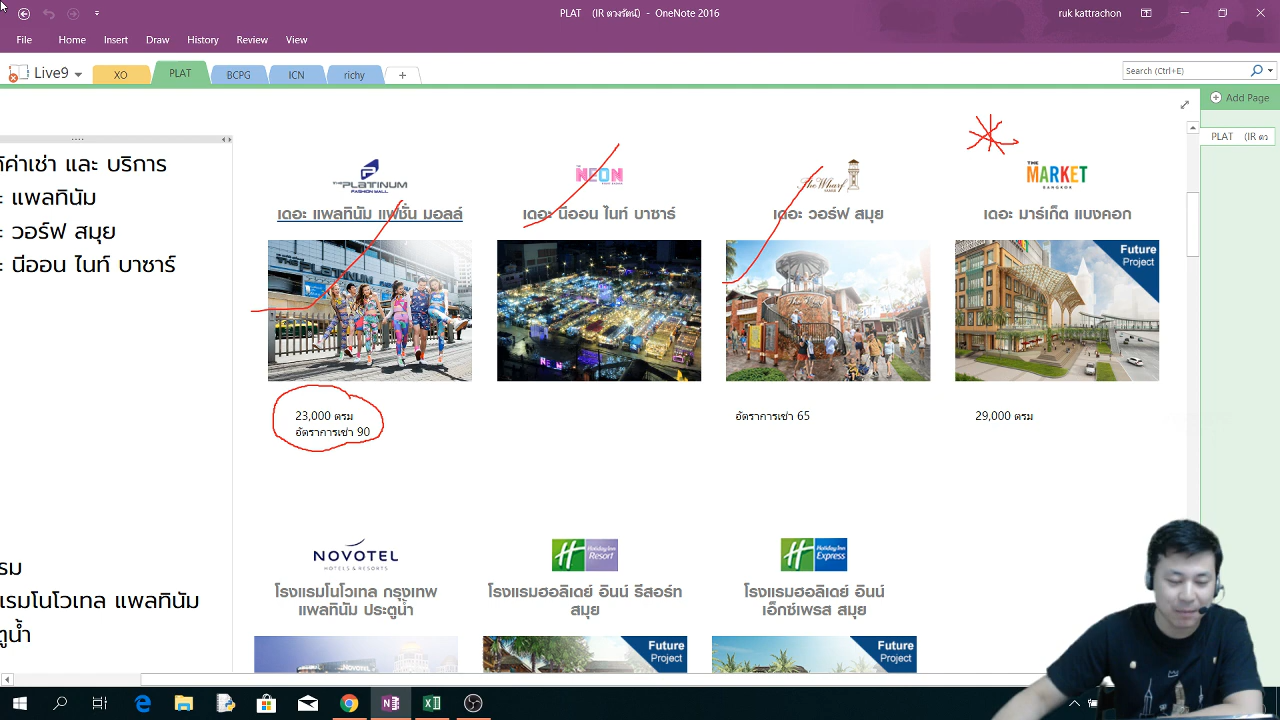 PLAT (IR ดวงรัตน์) - OneNote 2016
ruk kattrachon
File Home Insert Draw History Review View
Live9
XO
PLAT
BCPG
ICN
richy
Search (Ctrl+E)
Add Page
PLAT (IR ดว
ค่าเช่า และ บริการ
: แพลทินัม
: วอร์ฟ สมุย
: นีออน ไนท์ บาซาร์
THE PLATINUM
FASHION MALL
เดอะ แพลทินัม แฟชั่น มอลล์
THE PLATINUM
23,000 ตรม
อัตราการเช่า 90
THE
NEON
เดอะ นีออน ไนท์ บาซาร์
The Wharf
เดอะ วอร์ฟ สมุย
The Wharf
อัตราการเช่า 65
THE
MARKET
BANGKOK
เดอะ มาร์เก็ต แบงคอก
Future
Project
29,000 ตรม
รม
แรมโนโวเทล แพลทินัม
ตูน้ำ
NOVOTEL
HOTELS & RESORTS
โรงแรมโนโวเทล กรุงเทพ
แพลทินัม ประตูน้ำ
NOVOTEL
Holiday Inn
Resort
โรงแรมฮอลิเดย์ อินน์ รีสอร์ท
สมุย
Future
Project
Holiday Inn
Express
โรงแรมฮอลิเดย์ อินน์
เอ็กซ์เพรส สมุย
Future
Project